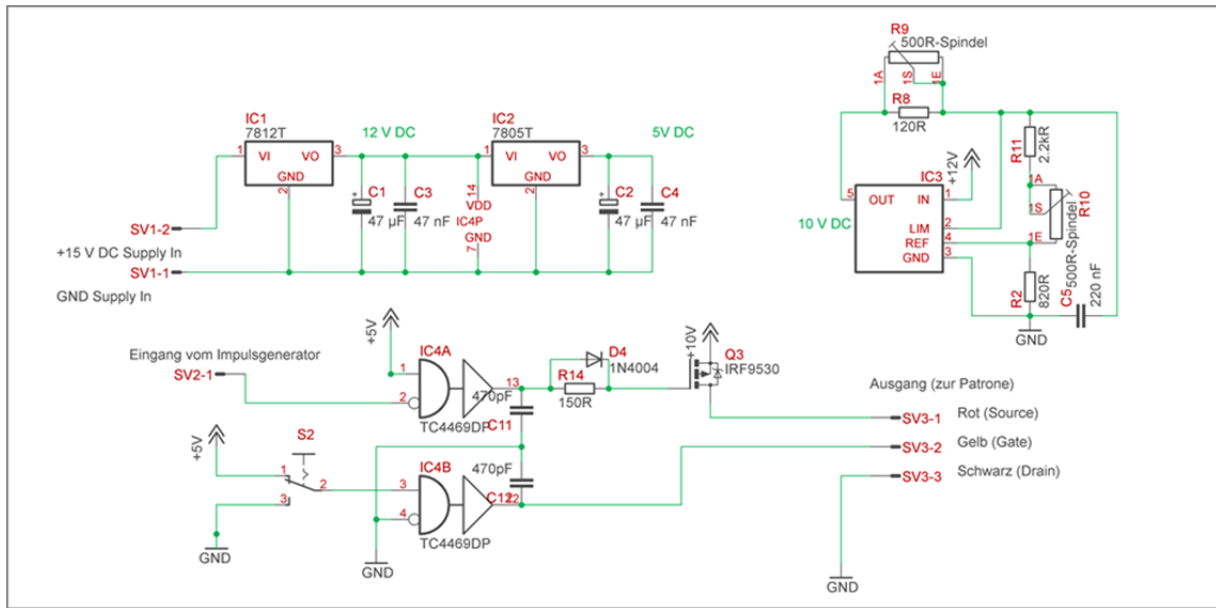 R9
500R-Spindel
1A
1S
1E
R8
120R
IC1
7812T
1
VI
VO
3
GND
2
12 V DC
IC2
7805T
1
VI
VO
3
GND
2
5V DC
+
C1
47 µF
C3
47 nF
14
VDD
IC4P
GND
7
+
C2
47 µF
C4
47 nF
SV1-2
+15 V DC Supply In
SV1-1
GND Supply In
R11
2.2kR
+12V
IC3
5
OUT
IN
1
LIM
2
REF
4
GND
3
10 V DC
1A
1S
1E
R10
500R-Spindel
R2
820R
C5
220 nF
GND
Eingang vom Impulsgenerator
SV2-1
+5V
IC4A
1
2
TC4469DP
13
470pF
C11
D4
1N4004
R14
150R
+10V
Q3
IRF9530
Ausgang (zur Patrone)
SV3-1
Rot (Source)
SV3-2
Gelb (Gate)
SV3-3
Schwarz (Drain)
GND
+5V
S2
1
2
3
GND
IC4B
3
4
TC4469DP
470pF
C12
GND